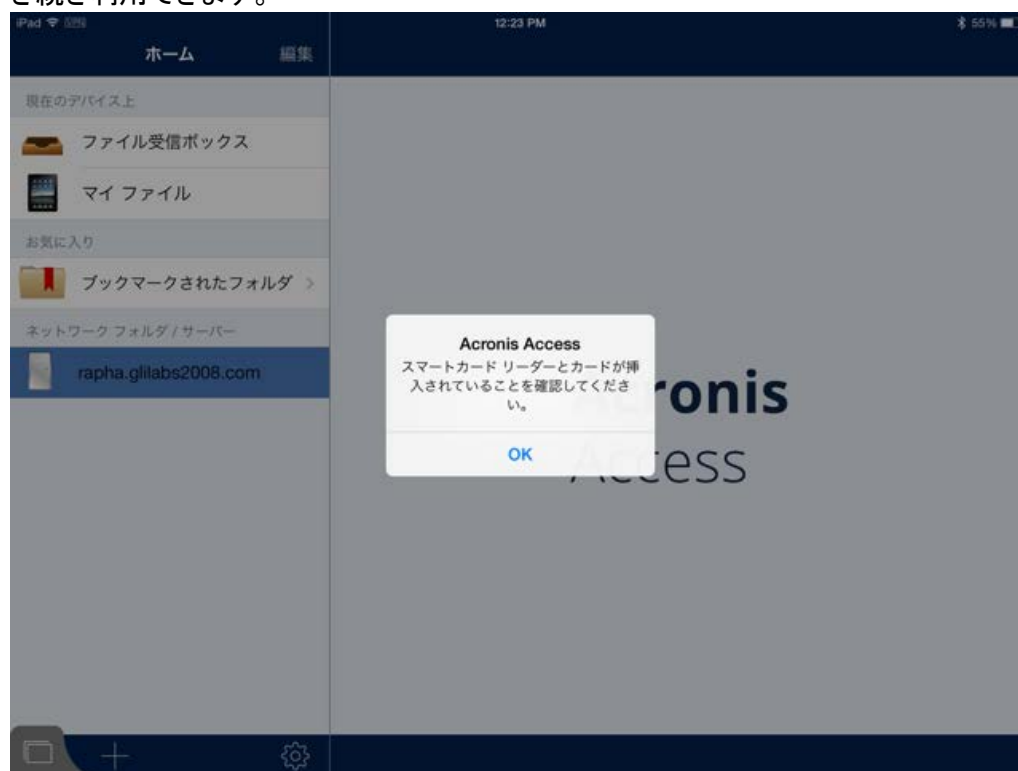 き続き利用できます。
iPad 12:23 PM 55%
ホーム 編集
現在のデバイス上
ファイル受信ボックス
マイ ファイル
お気に入り
ブックマークされたフォルダ
ネットワーク フォルダ / サーバー
rapha.glilabs2008.com
Acronis Access
スマートカード リーダーとカードが挿
入されていることを確認してくださ
い。
OK
Acronis
Access